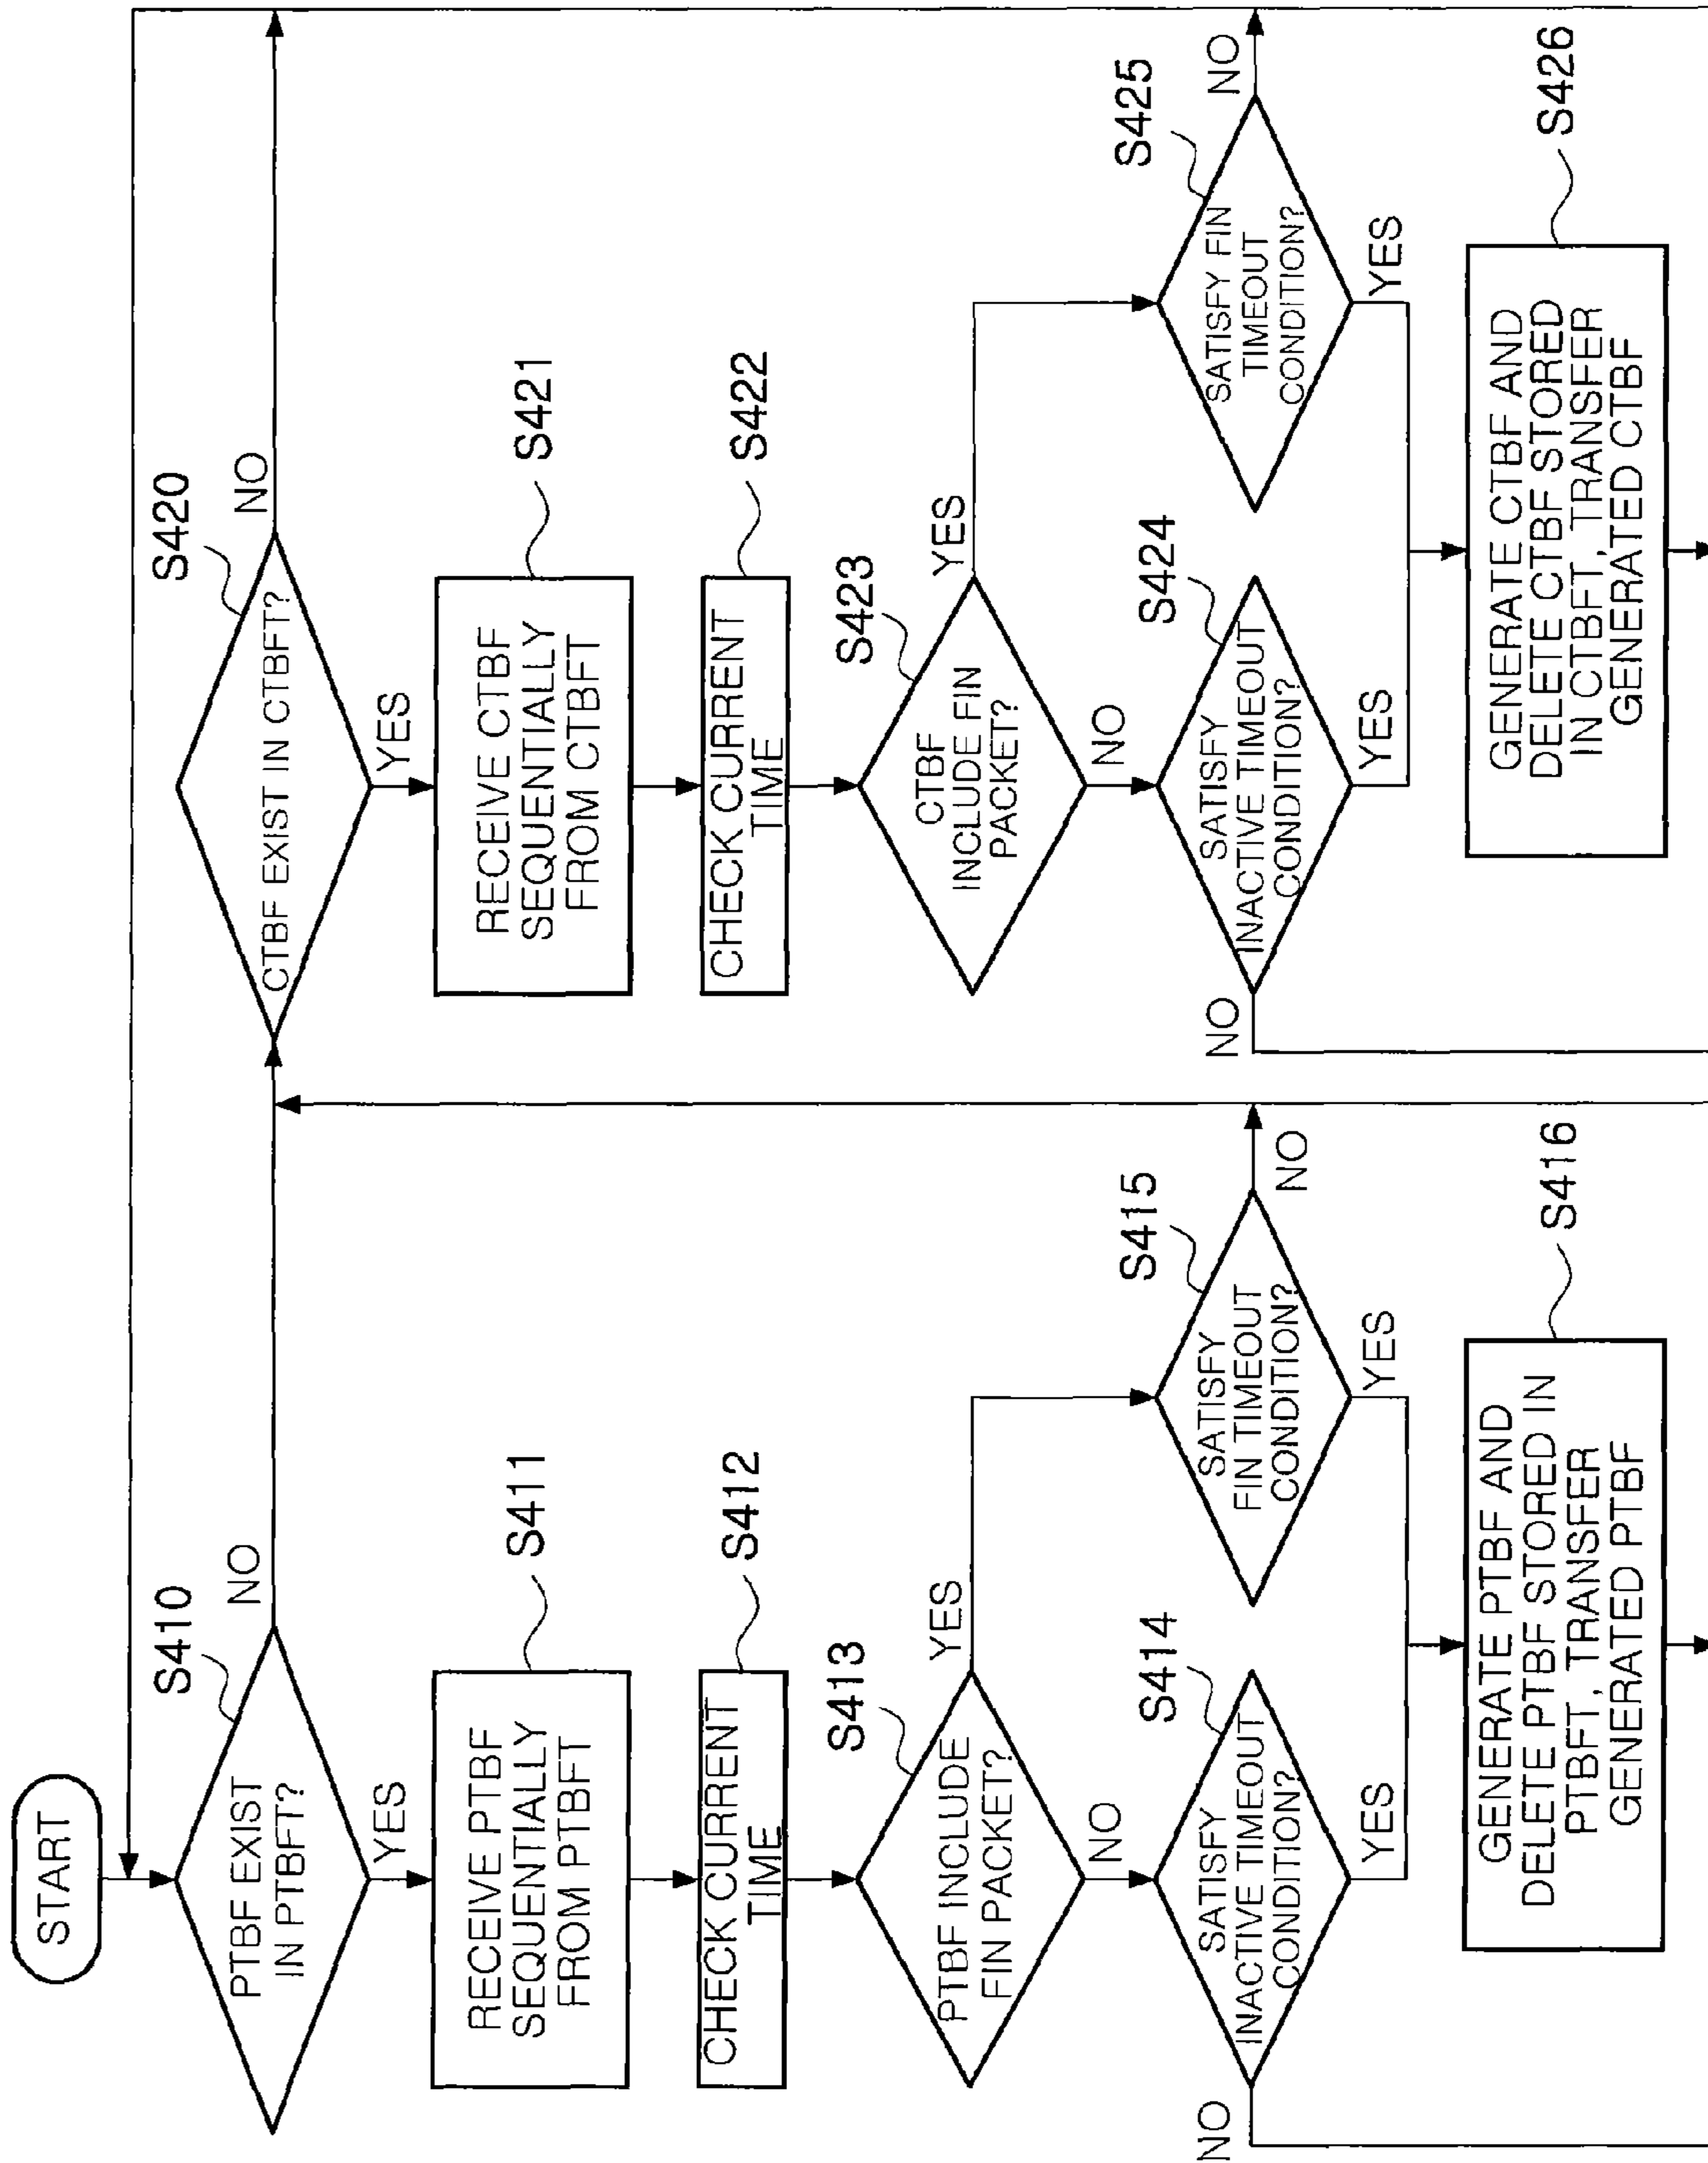 START
S410
PTBF EXIST
IN PTBFT?
NO
YES
S411
RECEIVE PTBF
SEQUENTIALLY
FROM PTBFT
S412
CHECK CURRENT
TIME
S413
PTBF INCLUDE
FIN PACKET?
YES
NO
S414
SATISFY
INACTIVE TIMEOUT
CONDITION?
NO
YES
S415
SATISFY
FIN TIMEOUT
CONDITION?
NO
YES
S416
GENERATE PTBF AND
DELETE PTBF STORED IN
PTBFT, TRANSFER
GENERATED PTBF
S420
CTBF EXIST IN CTBFT?
NO
YES
S421
RECEIVE CTBF
SEQUENTIALLY
FROM CTBFT
S422
CHECK CURRENT
TIME
S423
CTBF
INCLUDE FIN
PACKET?
YES
NO
S424
SATISFY
INACTIVE TIMEOUT
CONDITION?
NO
YES
S425
SATISFY FIN
TIMEOUT
CONDITION?
NO
YES
S426
GENERATE CTBF AND
DELETE CTBF STORED
IN CTBFT, TRANSFER
GENERATED CTBF